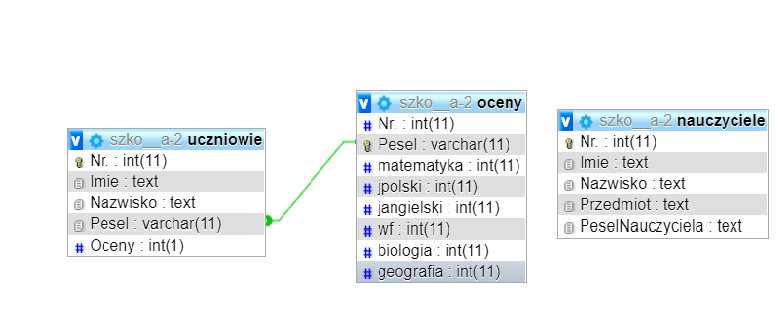 v szko__a-2 uczniowie
Nr. : int(11)
Imie : text
Nazwisko : text
Pesel : varchar(11)
# Oceny : int(1)
v szko__a-2 oceny
# Nr. : int(11)
Pesel : varchar(11)
# matematyka : int(11)
# jpolski : int(11)
# jangielski : int(11)
# wf : int(11)
# biologia : int(11)
# geografia : int(11)
v szko__a-2 nauczyciele
Nr. : int(11)
Imie : text
Nazwisko : text
Przedmiot : text
PeselNauczyciela : text